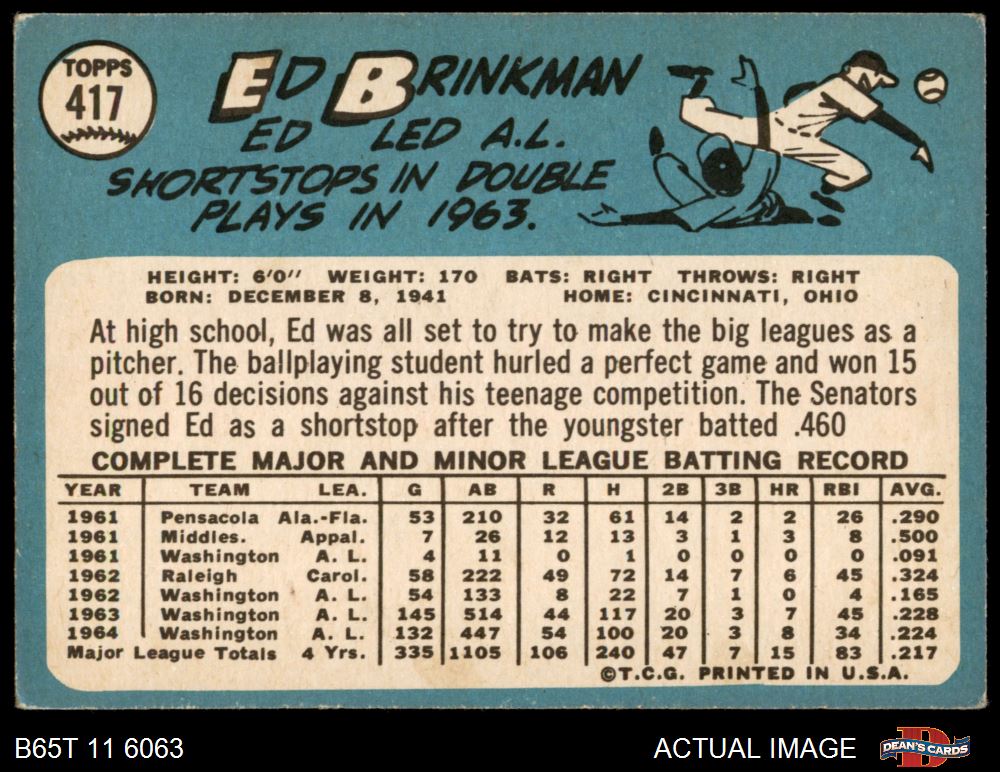 TOPPS
417
ED BRINKMAN
ED LED A.L.
SHORTSTOPS IN DOUBLE
PLAYS IN 1963.
HEIGHT: 6'0" WEIGHT: 170 BATS: RIGHT THROWS: RIGHT
BORN: DECEMBER 8, 1941 HOME: CINCINNATI, OHIO
At high school, Ed was all set to try to make the big leagues as a
pitcher. The ballplaying student hurled a perfect game and won 15
out of 16 decisions against his teenage competition. The Senators
signed Ed as a shortstop after the youngster batted .460
COMPLETE MAJOR AND MINOR LEAGUE BATTING RECORD
YEAR TEAM LEA. G AB R H 2B 3B HR RBI AVG.
1961 Pensacola Ala.-Fla. 53 210 32 61 14 2 2 26 .290
1961 Middles. Appal. 7 26 12 13 3 1 3 8 .500
1961 Washington A. L. 4 11 0 1 0 0 0 0 .091
1962 Raleigh Carol. 58 222 49 72 14 7 6 45 .324
1962 Washington A. L. 54 133 8 22 7 1 0 4 .165
1963 Washington A. L. 145 514 44 117 20 3 7 45 .228
1964 Washington A. L. 132 447 54 100 20 3 8 34 .224
Major League Totals 4 Yrs. 335 1105 106 240 47 7 15 83 .217
©T.C.G. PRINTED IN U.S.A.
B65T 11 6063 ACTUAL IMAGE DEAN'S CARDS